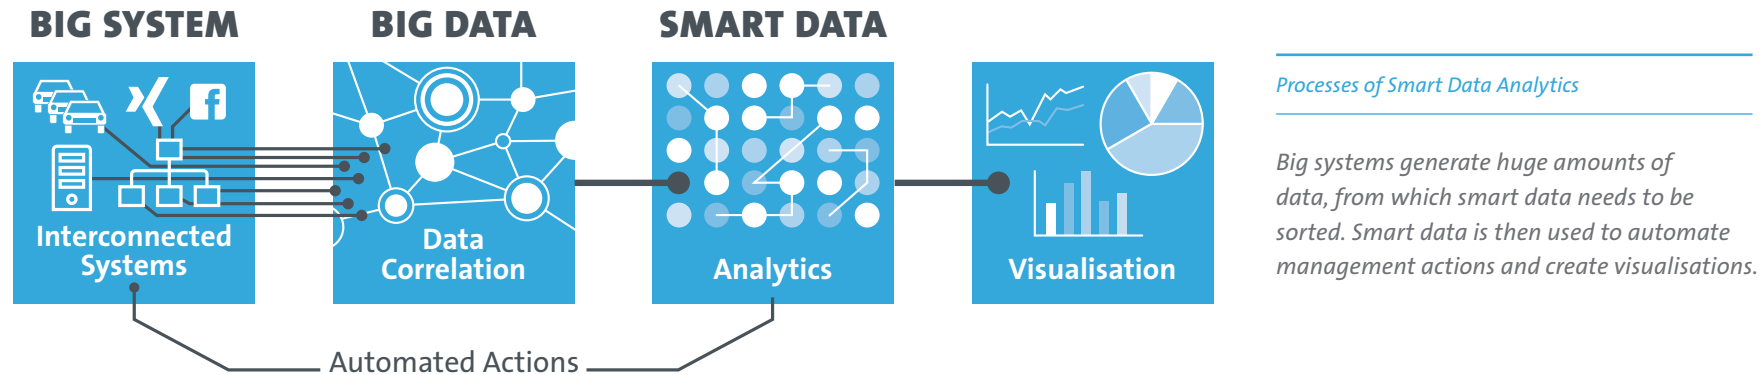 BIG SYSTEM
BIG DATA
SMART DATA
Interconnected
Systems
Data
Correlation
Analytics
Visualisation
Automated Actions
Processes of Smart Data Analytics
Big systems generate huge amounts of
data, from which smart data needs to be
sorted. Smart data is then used to automate
management actions and create visualisations.